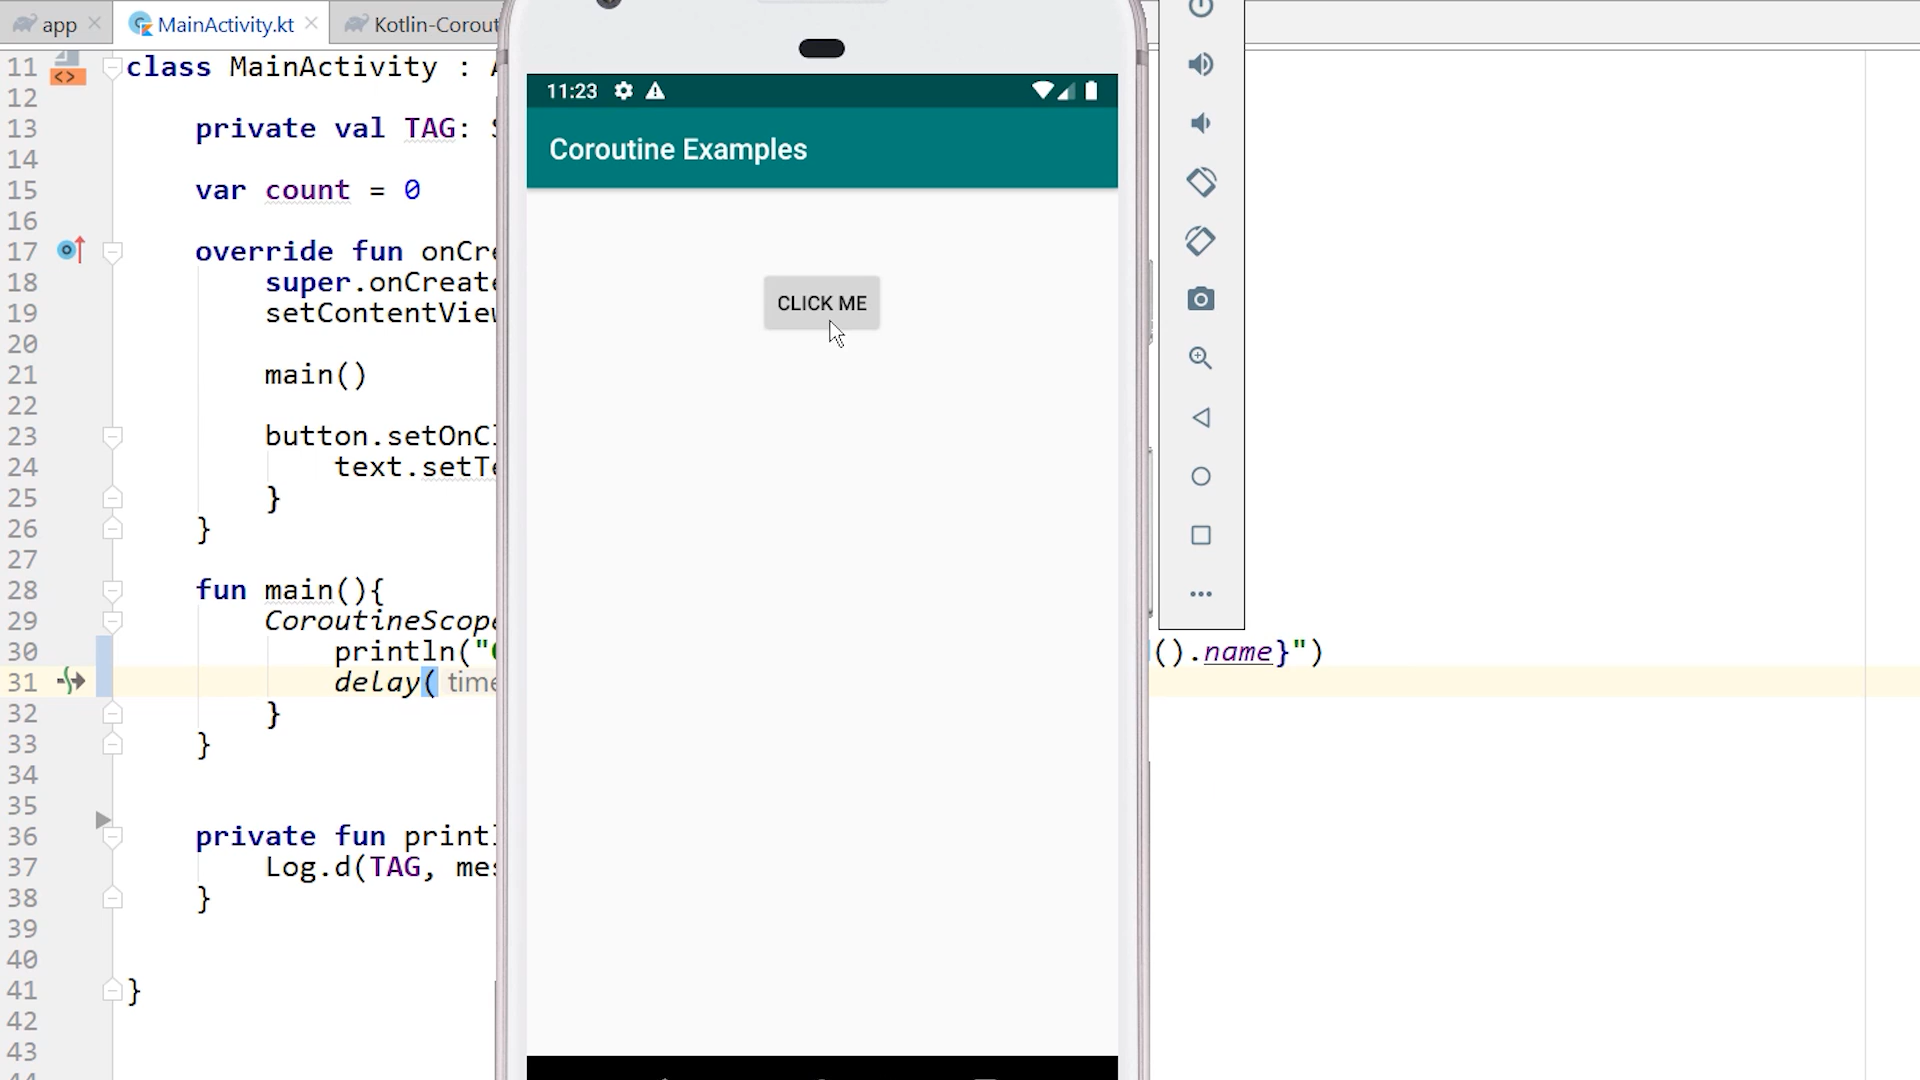 app MainActivity.kt Kotlin-Corout
11 class MainActivity :
12
13 private val TAG:
14
15 var count = 0
16
17 override fun onCre
18 super.onCreate
19 setContentView
20
21 main()
22
23 button.setOnCl
24 text.setTe
25 }
26 }
27
28 fun main(){
29 CoroutineScope
30 println(" ().name}")
31 delay( time
32 }
33 }
34
35
36 private fun printl
37 Log.d(TAG, mes
38 }
39
40
41 }
42
43
11:23
Coroutine Examples
CLICK ME